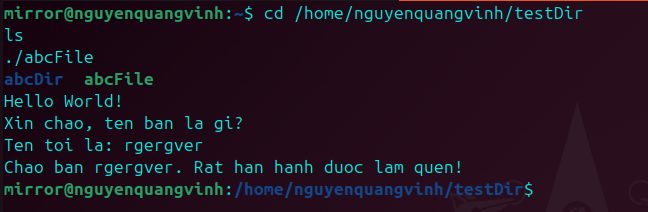 mirror@nguyenquangvinh:~$ cd /home/nguyenquangvinh/testDir
ls
./abcFile
abcDir  abcFile
Hello World!
Xin chao, ten ban la gi?
Ten toi la: rgergver
Chao ban rgergver. Rat han hanh duoc lam quen!
mirror@nguyenquangvinh:/home/nguyenquangvinh/testDir$